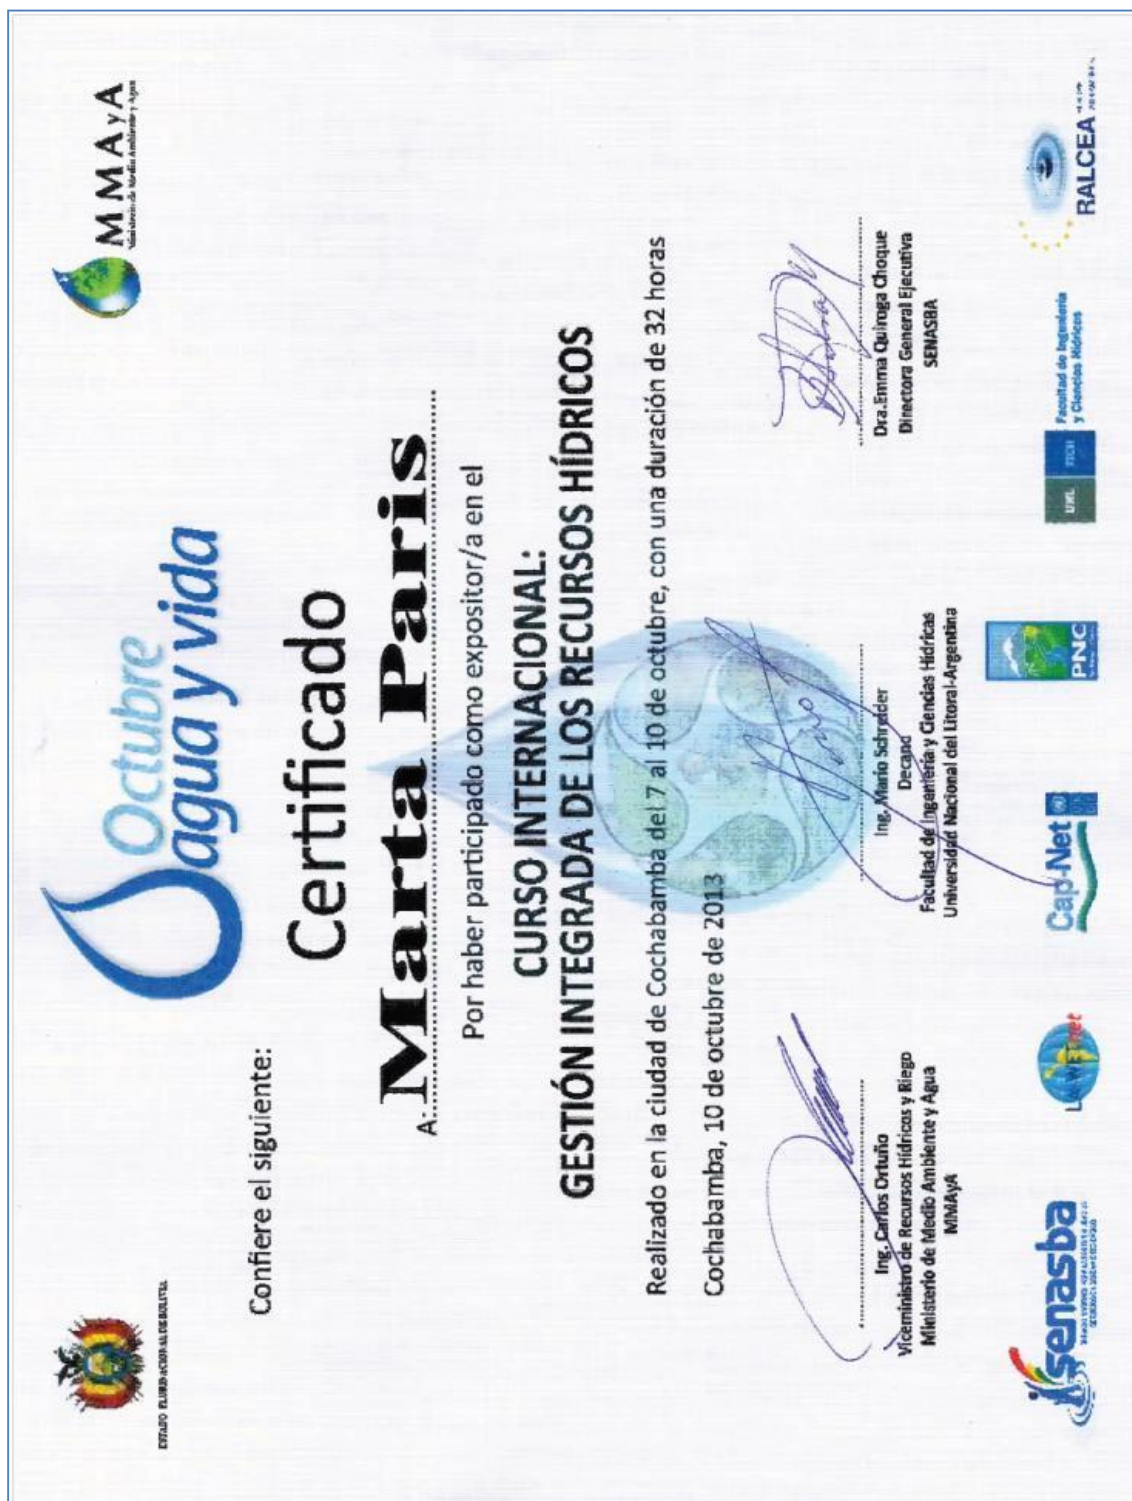 ESTADO PLURINACIONAL DE BOLIVIA
Octubre
agua y vida
MMAyA
Ministerio de Medio Ambiente y Agua
Confiere el siguiente:
Certificado
A: Marta Paris
Por haber participado como expositor/a en el
CURSO INTERNACIONAL:
GESTIÓN INTEGRADA DE LOS RECURSOS HÍDRICOS
Realizado en la ciudad de Cochabamba del 7 al 10 de octubre, con una duración de 32 horas
Cochabamba, 10 de octubre de 2013
Ing. Carlos Ortuño
Viceministro de Recursos Hídricos y Riego
Ministerio de Medio Ambiente y Agua
MMAyA
Ing. Mario Schreider
Decano
Facultad de Ingeniería y Ciencias Hídricas
Universidad Nacional del Litoral-Argentina
Dra. Emma Quiroga Choque
Directora General Ejecutiva
SENASBA
senasba
LA-WETnet
Cap-Net
PNC
UNL FICH
Facultad de Ingeniería
y Ciencias Hídricas
RALCEA